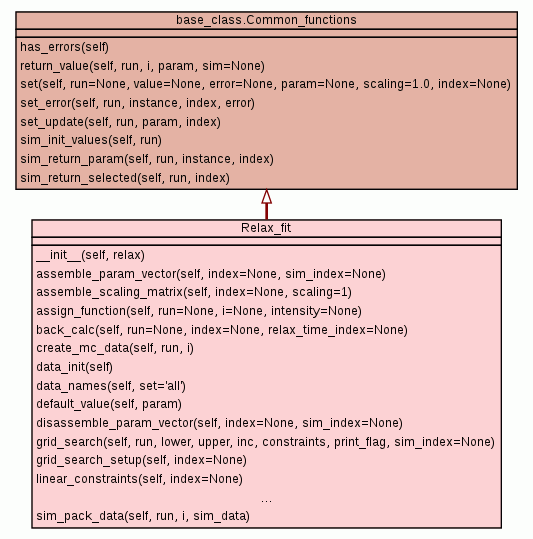 base_class.Common_functions
has_errors(self)
return_value(self, run, i, param, sim=None)
set(self, run=None, value=None, error=None, param=None, scaling=1.0, index=None)
set_error(self, run, instance, index, error)
set_update(self, run, param, index)
sim_init_values(self, run)
sim_return_param(self, run, instance, index)
sim_return_selected(self, run, index)
Relax_fit
__init__(self, relax)
assemble_param_vector(self, index=None, sim_index=None)
assemble_scaling_matrix(self, index=None, scaling=1)
assign_function(self, run=None, i=None, intensity=None)
back_calc(self, run=None, index=None, relax_time_index=None)
create_mc_data(self, run, i)
data_init(self)
data_names(self, set='all')
default_value(self, param)
disassemble_param_vector(self, index=None, sim_index=None)
grid_search(self, run, lower, upper, inc, constraints, print_flag, sim_index=None)
grid_search_setup(self, index=None)
linear_constraints(self, index=None)
...
sim_pack_data(self, run, i, sim_data)